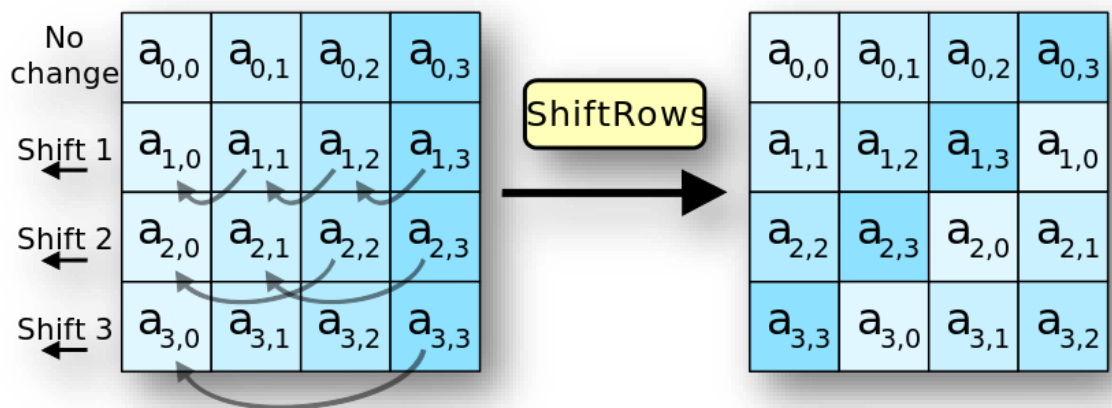 No
change
a0,0 a0,1 a0,2 a0,3
Shift 1
a1,0 a1,1 a1,2 a1,3
Shift 2
a2,0 a2,1 a2,2 a2,3
Shift 3
a3,0 a3,1 a3,2 a3,3
ShiftRows
a0,0 a0,1 a0,2 a0,3
a1,1 a1,2 a1,3 a1,0
a2,2 a2,3 a2,0 a2,1
a3,3 a3,0 a3,1 a3,2